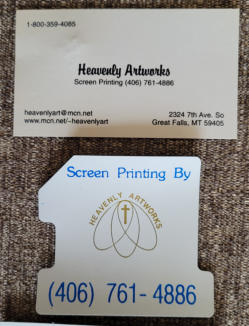 1-800-359-4085
Heavenly Artworks
Screen Printing (406) 761-4886
heavenlyart@mcn.net
www.mcn.net/~heavenlyart
2324 7th Ave. So
Great Falls, MT 59405
Screen Printing By
HEAVENLY ARTWORKS
(406) 761-4886